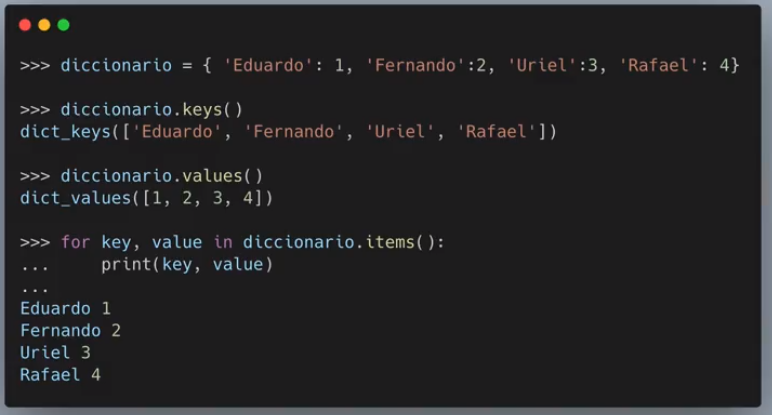 >>> diccionario = { 'Eduardo': 1, 'Fernando':2, 'Uriel':3, 'Rafael': 4}
>>> diccionario.keys()
dict_keys(['Eduardo', 'Fernando', 'Uriel', 'Rafael'])
>>> diccionario.values()
dict_values([1, 2, 3, 4])
>>> for key, value in diccionario.items():
...     print(key, value)
...
Eduardo 1
Fernando 2
Uriel 3
Rafael 4